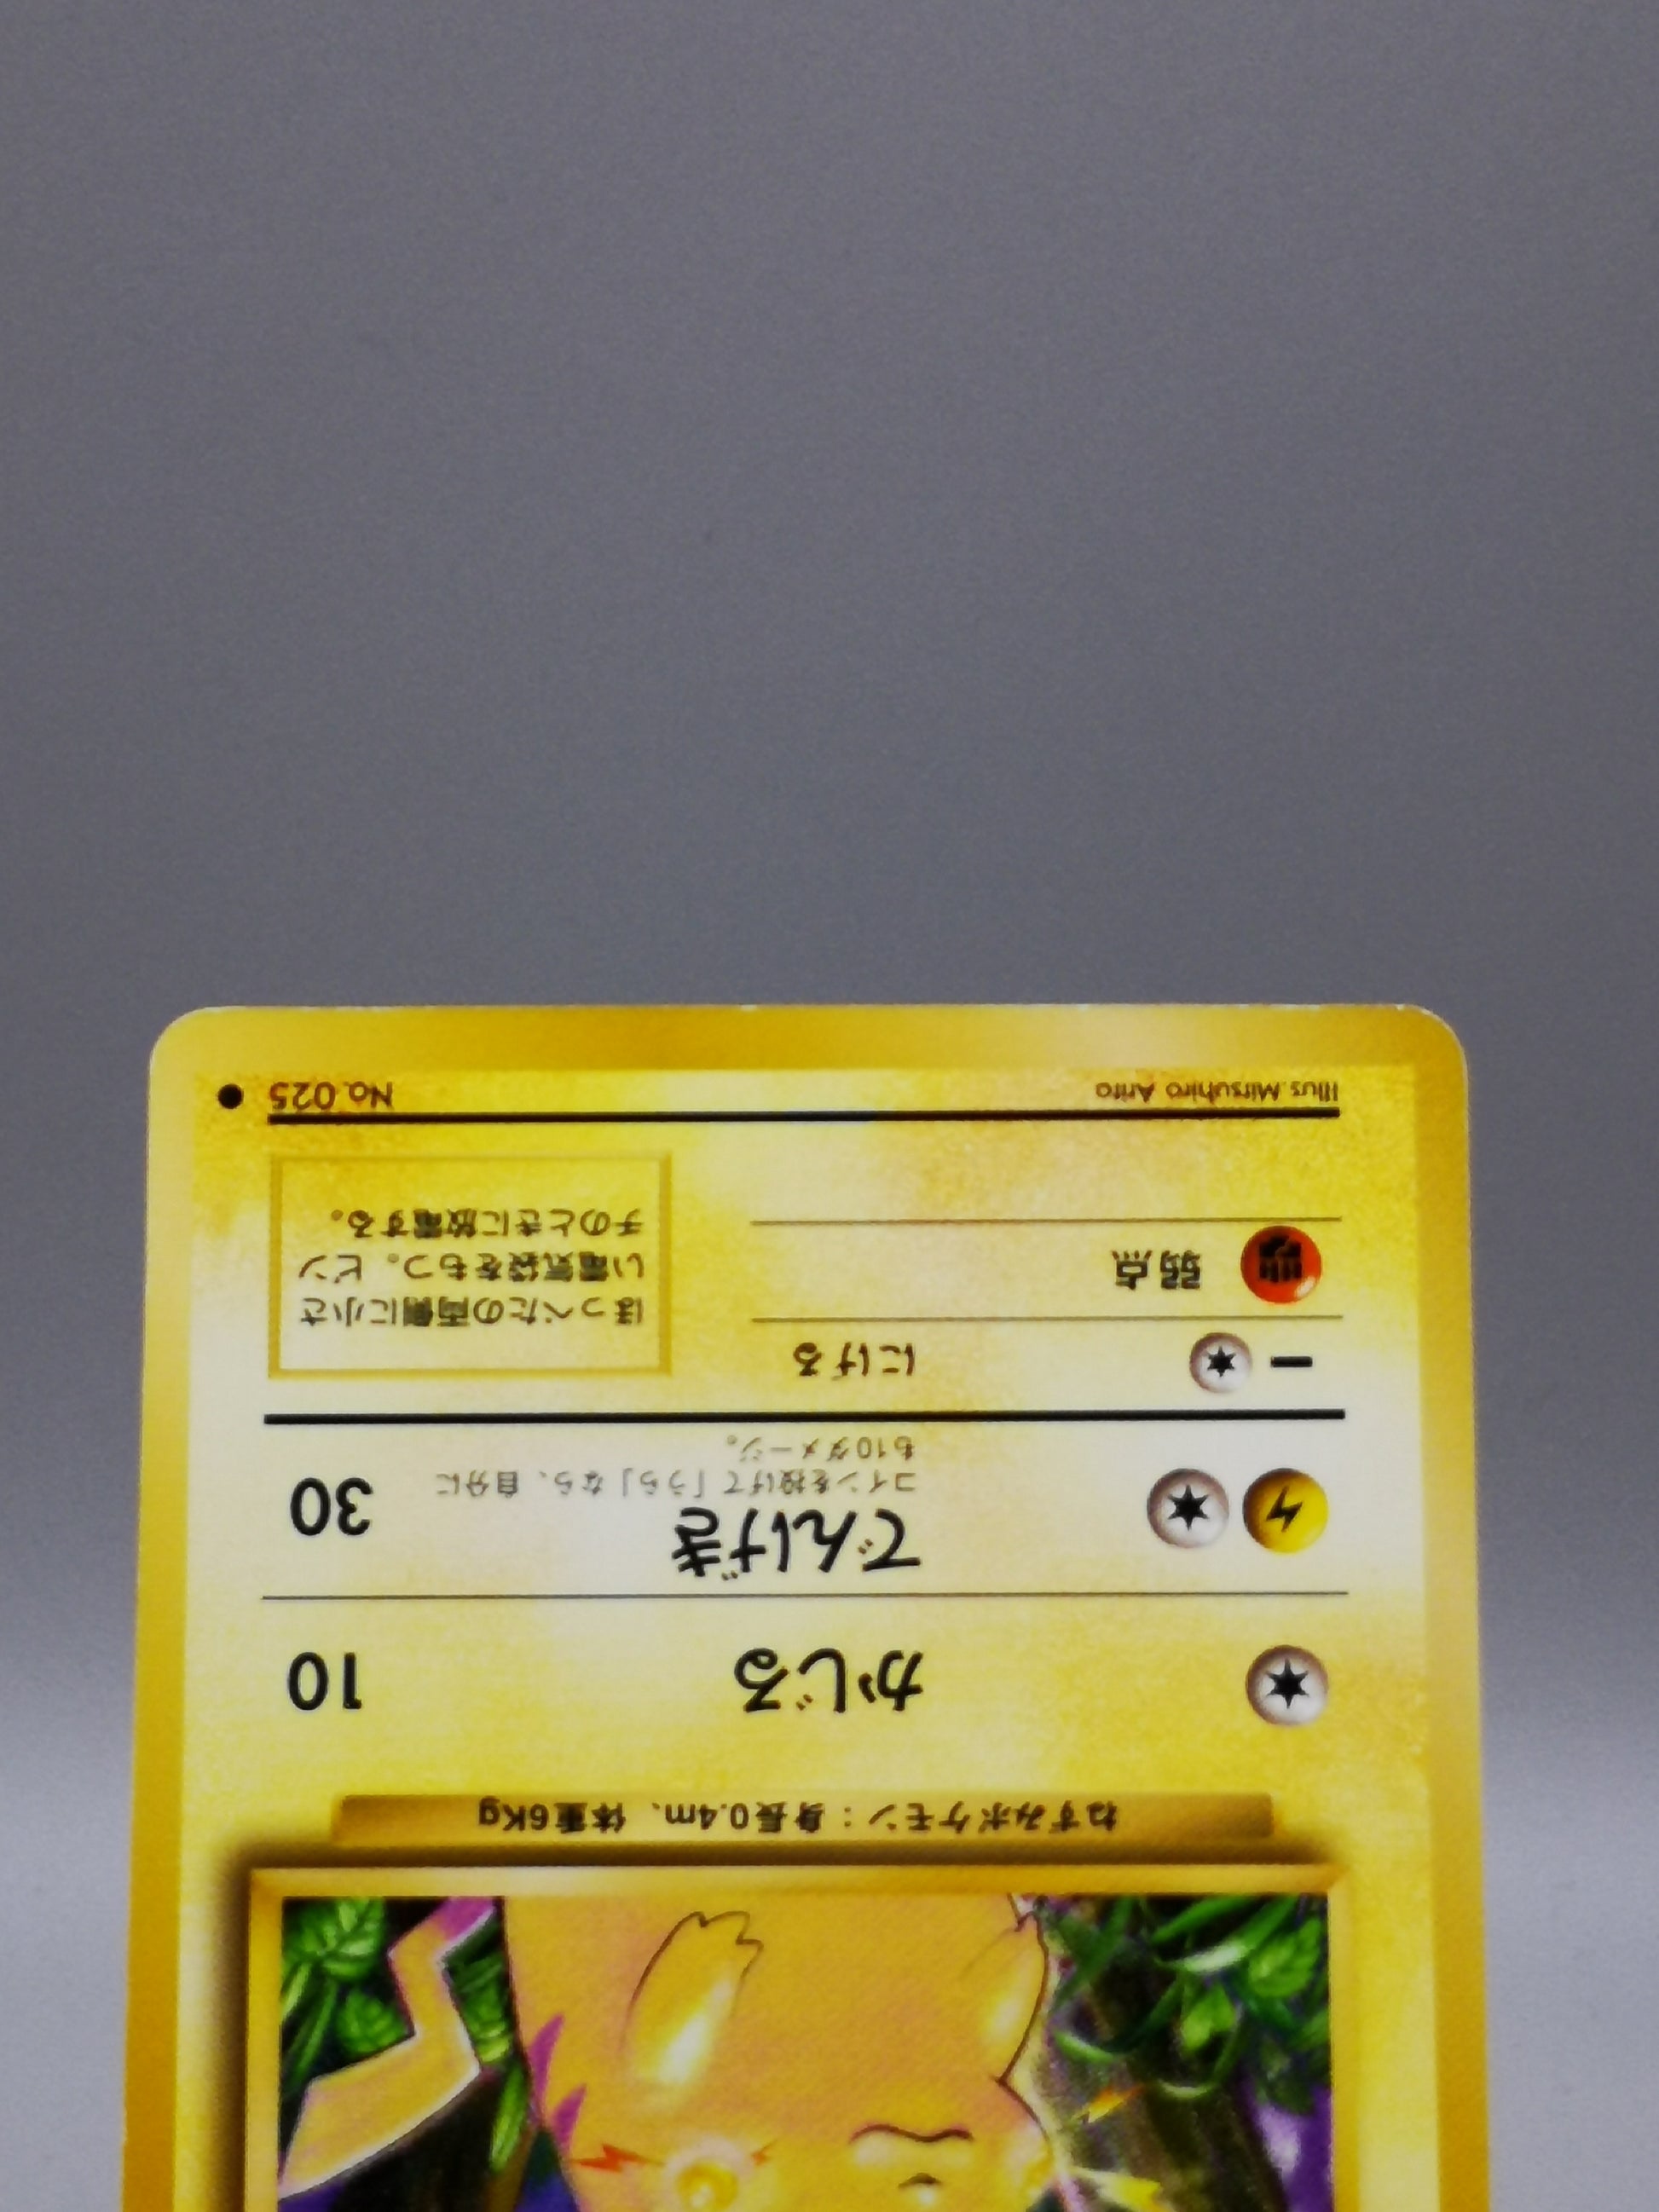 ねずみポケモン：身長0.4m、体重6Kg
かじる 10
でんげき 30
コインを投げて「うら」なら、自分に
も10ダメージ。
にげる
弱点
ほっぺたの両側に小さ
い電気袋をもつ。ピン
チのときに放電する。
Illus. Mitsuhiro Arita
No.025